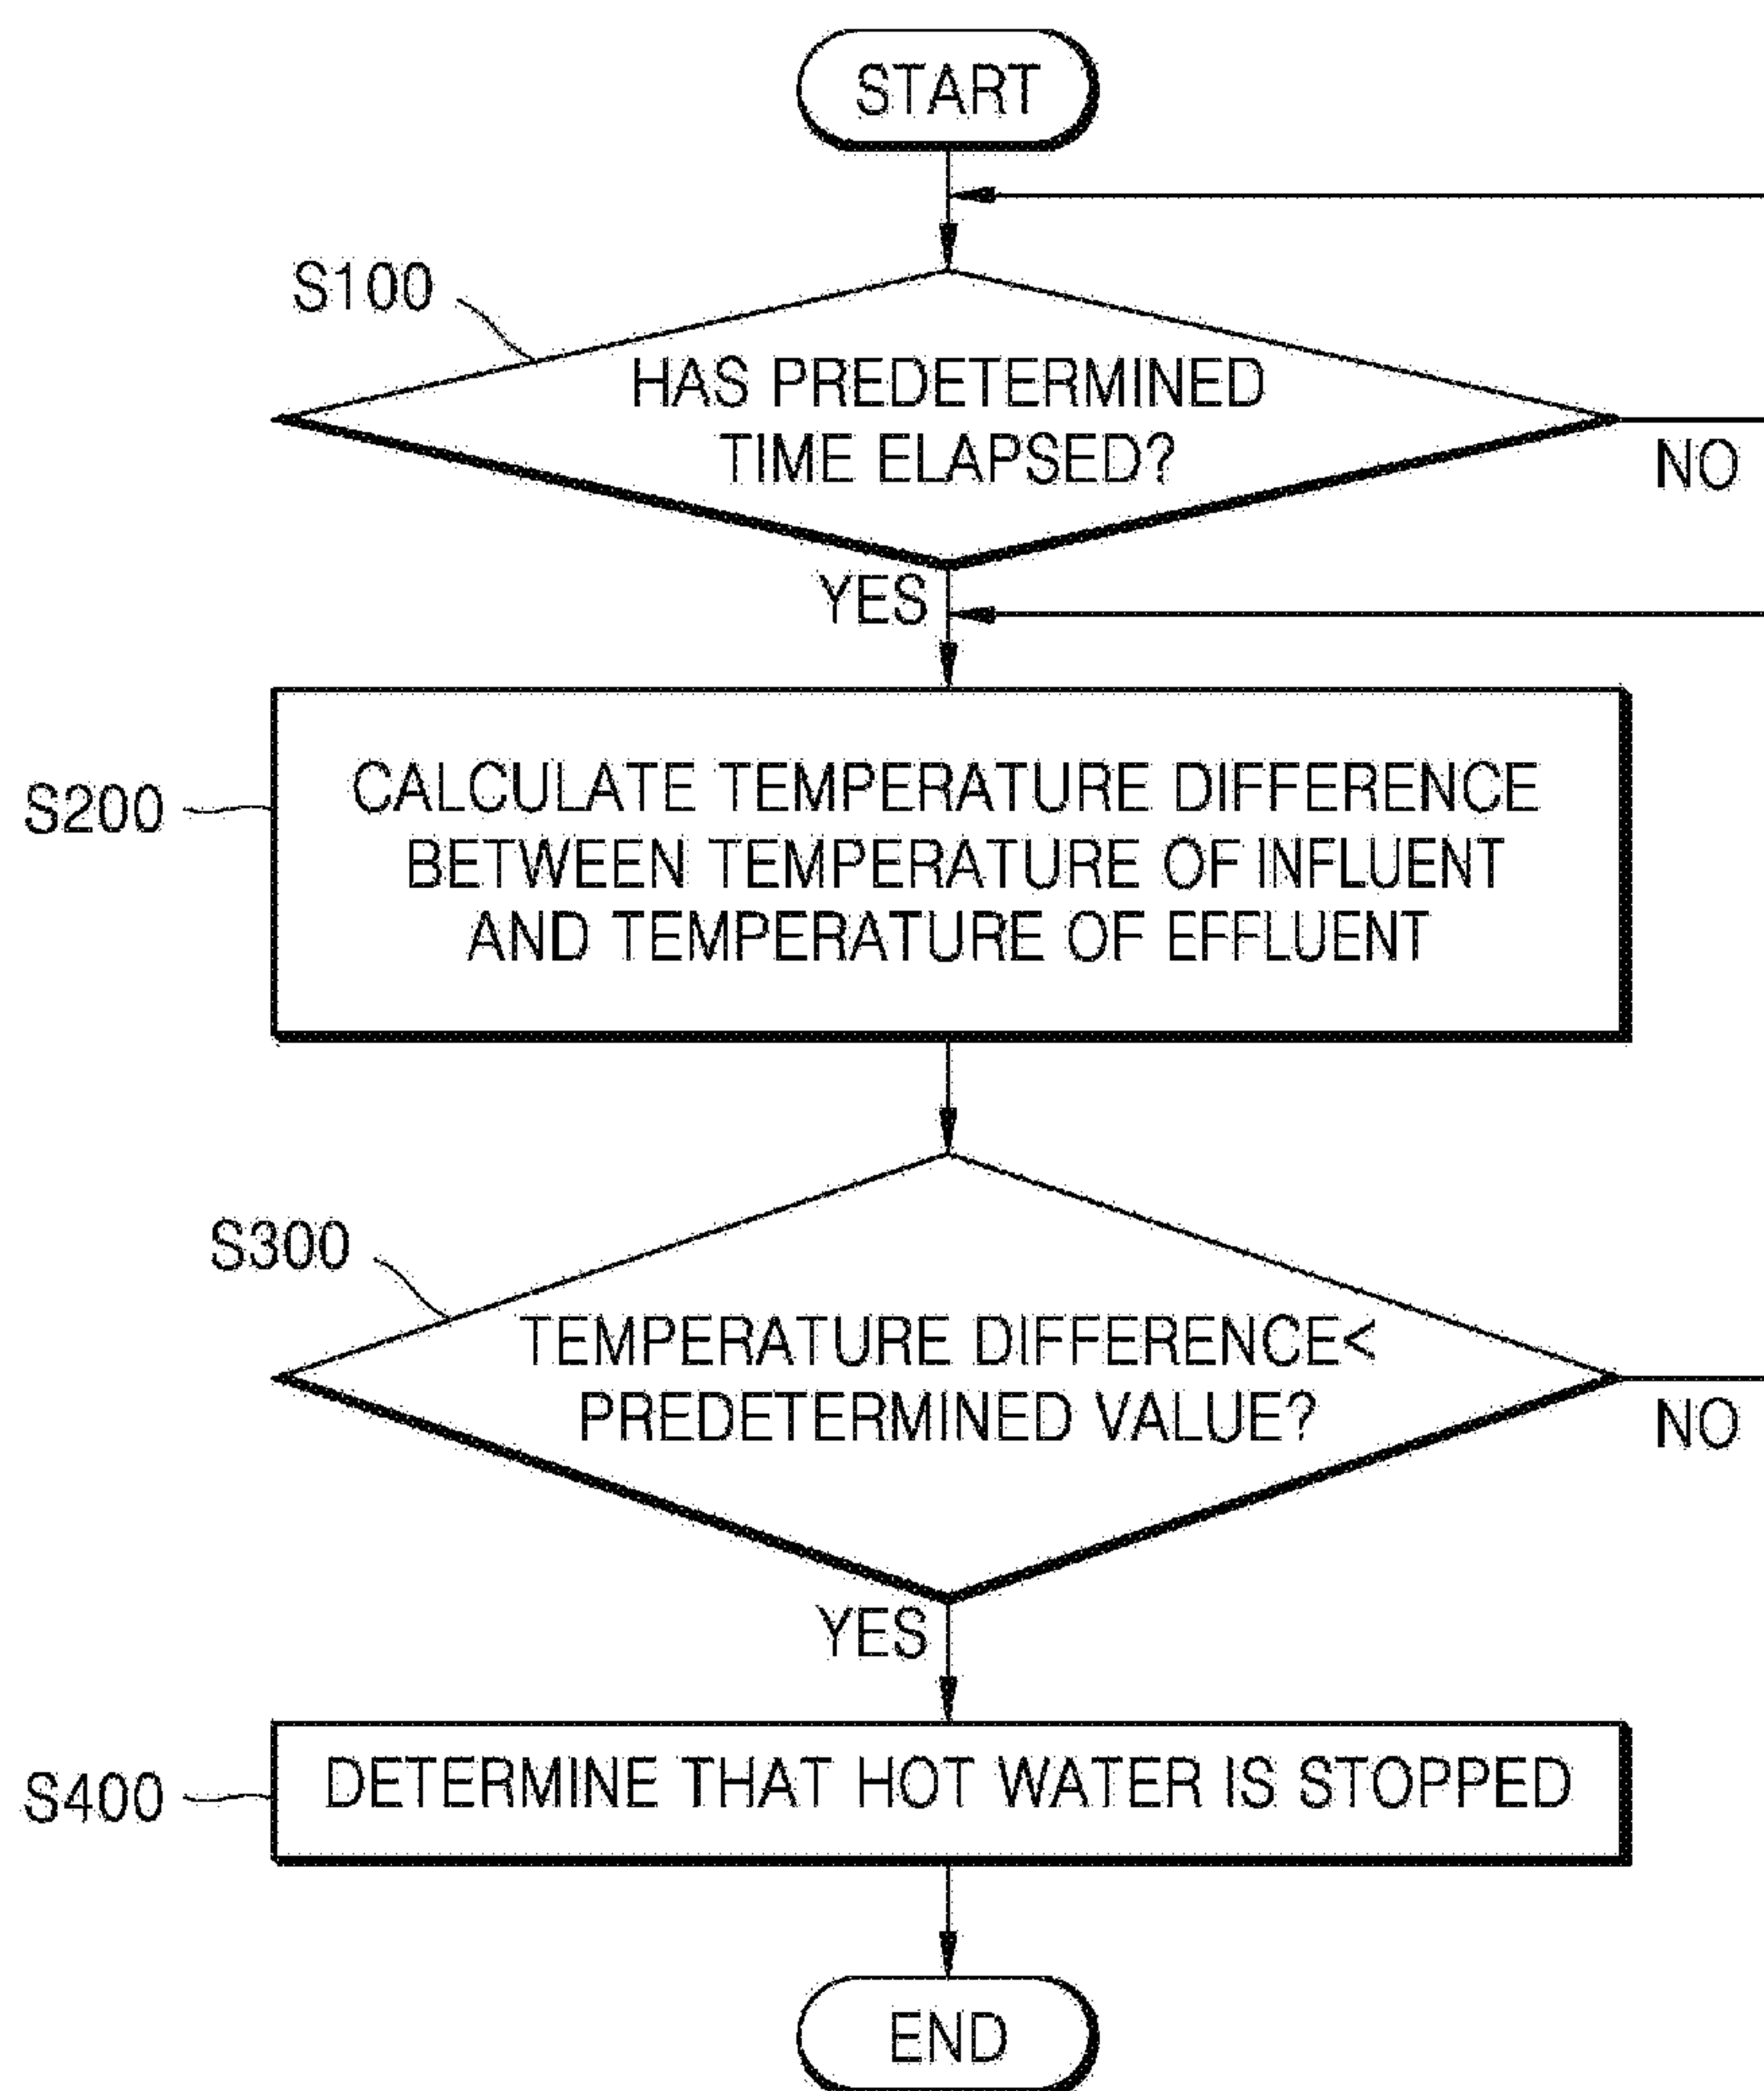 START
S100
HAS PREDETERMINED
TIME ELAPSED?
NO
YES
S200
CALCULATE TEMPERATURE DIFFERENCE
BETWEEN TEMPERATURE OF INFLUENT
AND TEMPERATURE OF EFFLUENT
S300
TEMPERATURE DIFFERENCE<
PREDETERMINED VALUE?
NO
YES
S400
DETERMINE THAT HOT WATER IS STOPPED
END